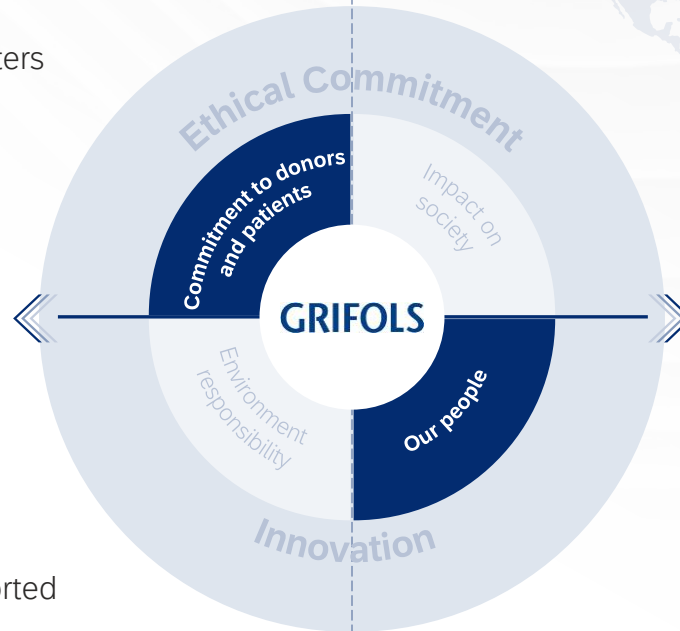 ters
Ethical Commitment
Commitment to donors
and patients
Impact on
society
GRIFOLS
Environment
responsibility
Our people
Innovation
orted